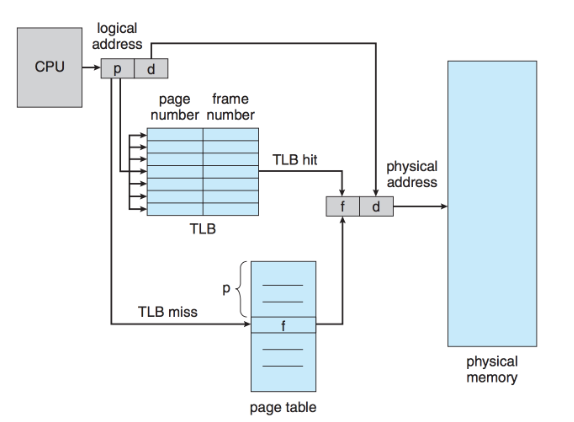 logical
address
CPU
p d
page frame
number number
TLB hit
physical
address
f d
TLB
p
TLB miss
f
physical
memory
page table